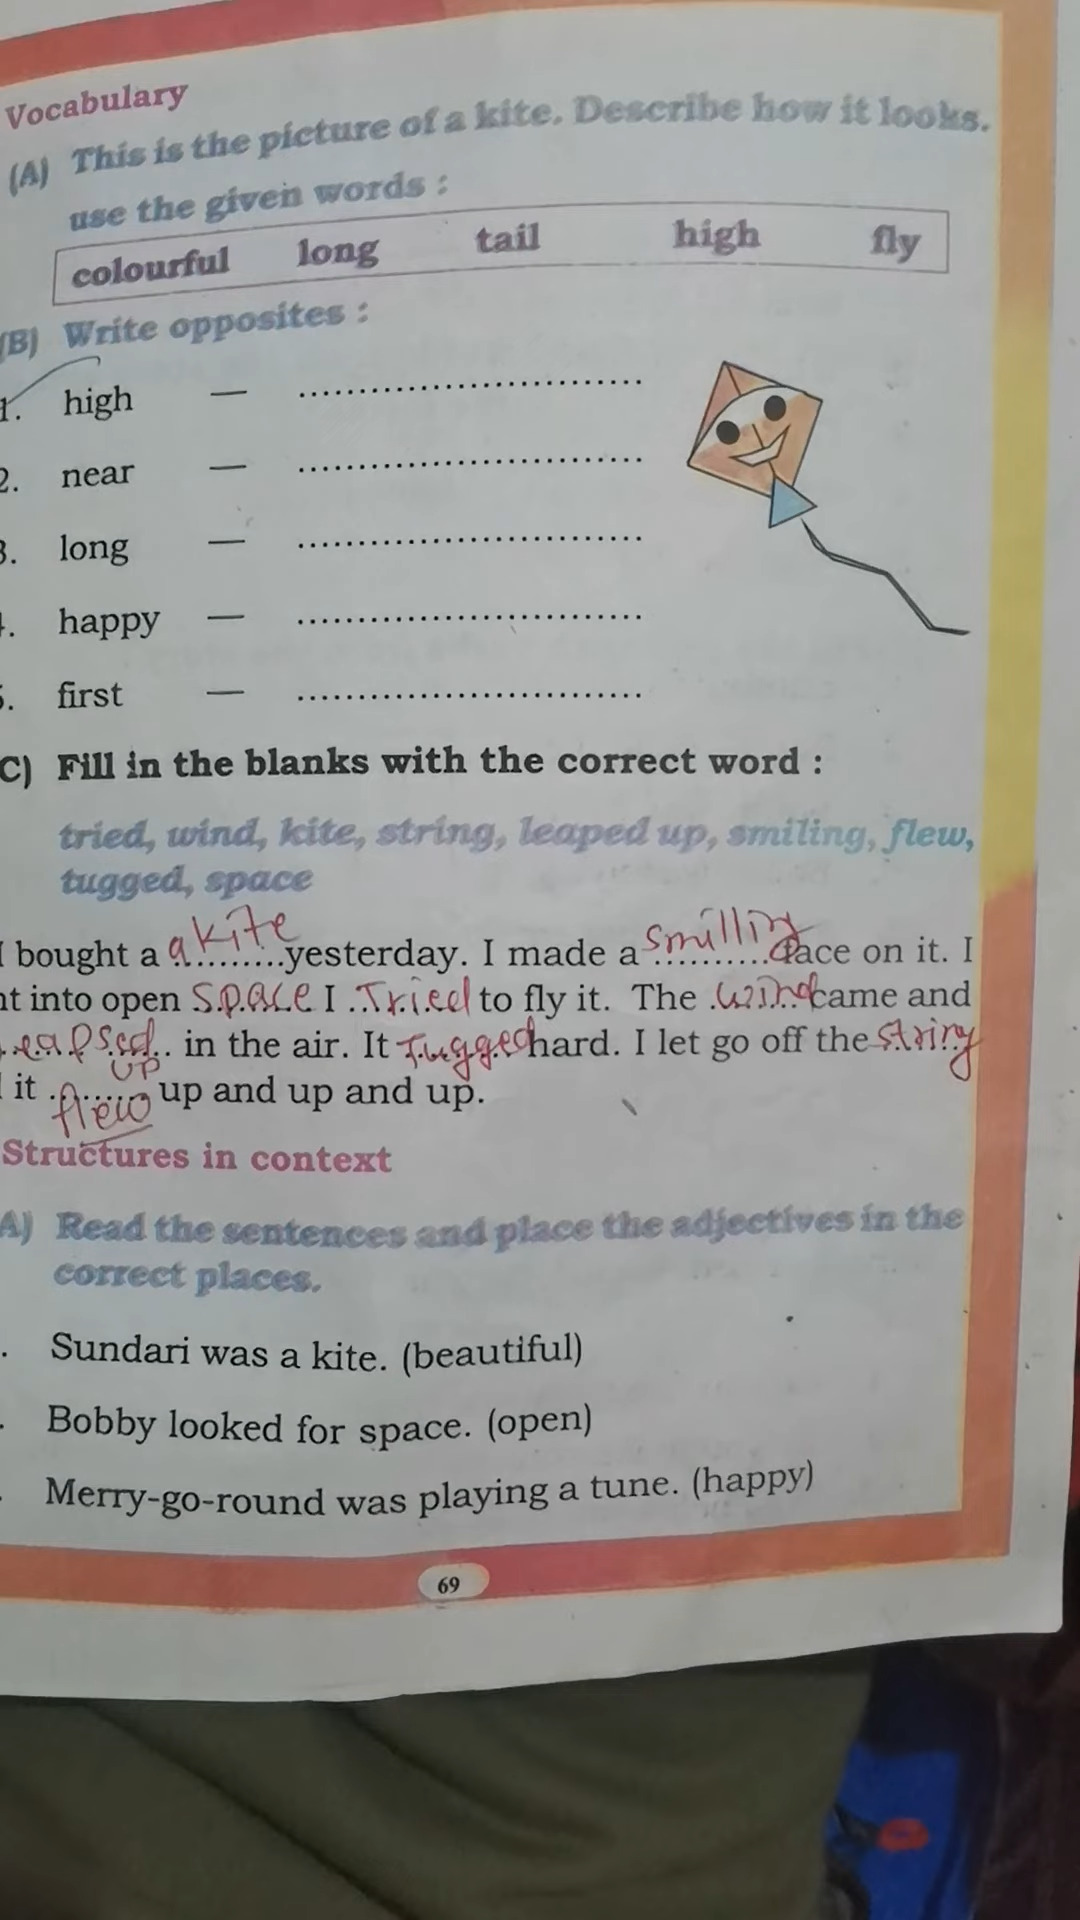 Vocabulary
(A) This is the picture of a kite. Describe how it looks.
use the given words :
colourful long tail high fly
(B) Write opposites :
1. high — ..............................
2. near — ..............................
3. long — ..............................
4. happy — ..............................
5. first — ..............................
C) Fill in the blanks with the correct word :
tried, wind, kite, string, leaped up, smiling, flew,
tugged, space
I bought a a kite yesterday. I made a smilling face on it. I
nt into open space I Tried to fly it. The wind came and
leapsed up in the air. It Tugged hard. I let go off the string
it flew up and up and up.
Structures in context
A) Read the sentences and place the adjectives in the
correct places.
. Sundari was a kite. (beautiful)
. Bobby looked for space. (open)
. Merry-go-round was playing a tune. (happy)
69